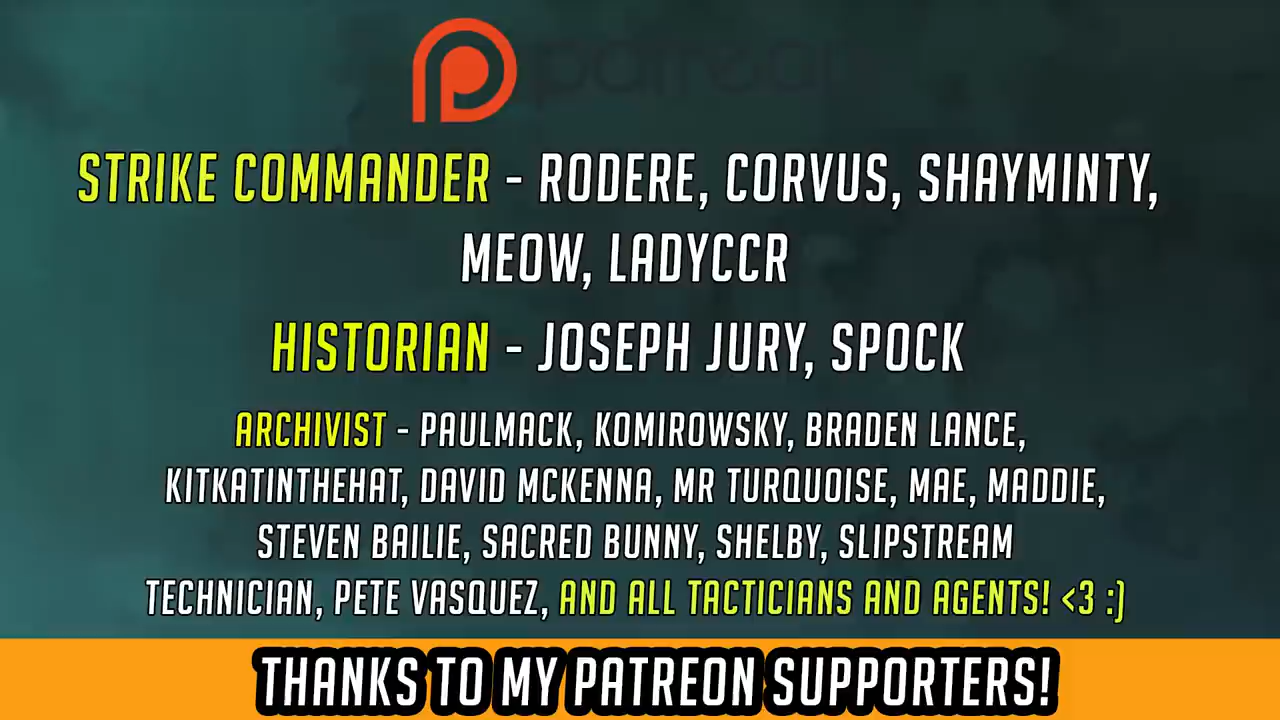 patreon
STRIKE COMMANDER - RODERE, CORVUS, SHAYMINTY,
MEOW, LADYCCR
HISTORIAN - JOSEPH JURY, SPOCK
ARCHIVIST - PAULMACK, KOMIROWSKY, BRADEN LANCE,
KITKATINTHEHAT, DAVID MCKENNA, MR TURQUOISE, MAE, MADDIE,
STEVEN BAILIE, SACRED BUNNY, SHELBY, SLIPSTREAM
TECHNICIAN, PETE VASQUEZ, AND ALL TACTICIANS AND AGENTS! <3 :)
THANKS TO MY PATREON SUPPORTERS!